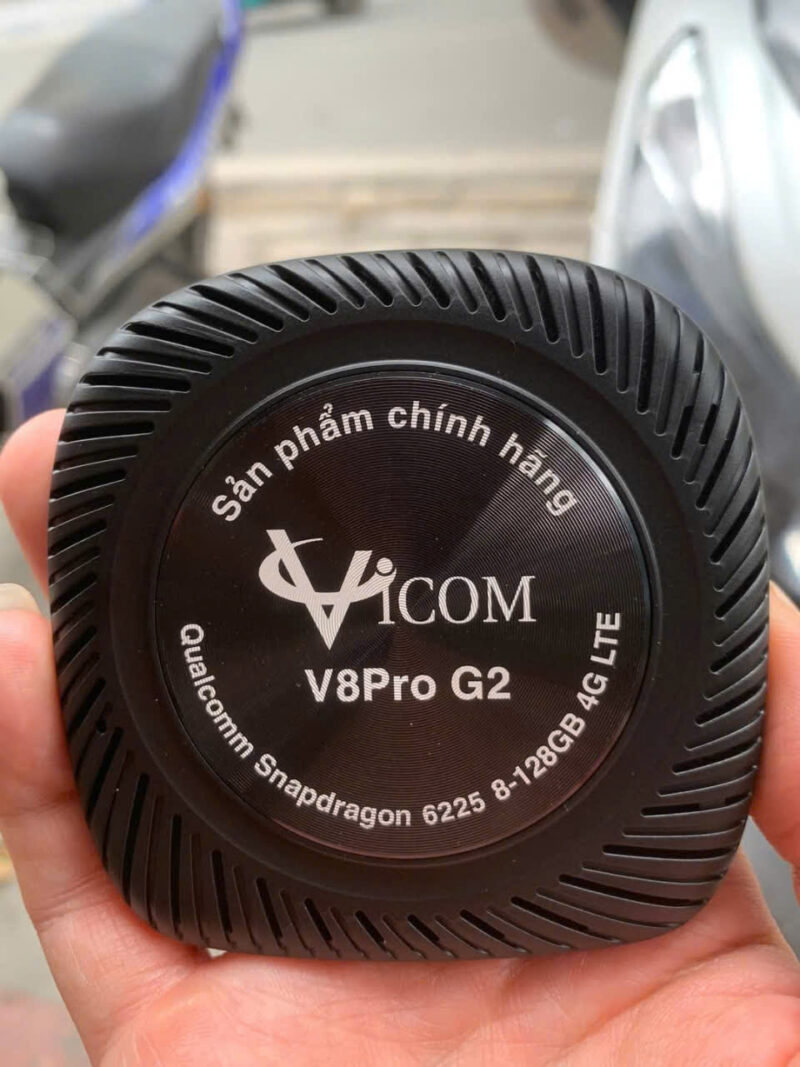 Sản phẩm chính hãng
ViCOM
V8Pro G2
Qualcomm Snapdragon 6225 8-128GB 4G LTE